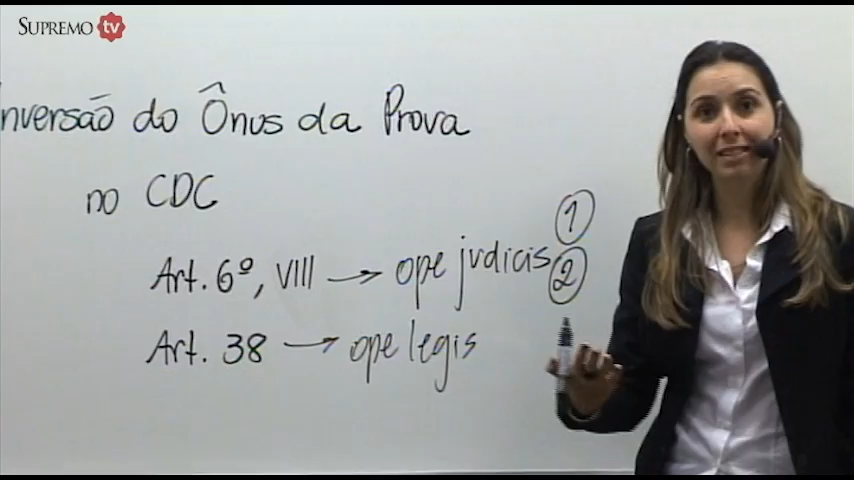 SUPREMO tv
Inversão do Ônus da Prova
no CDC
Art. 6º, VIII → ope judicis ① ②
Art. 38 → ope legis